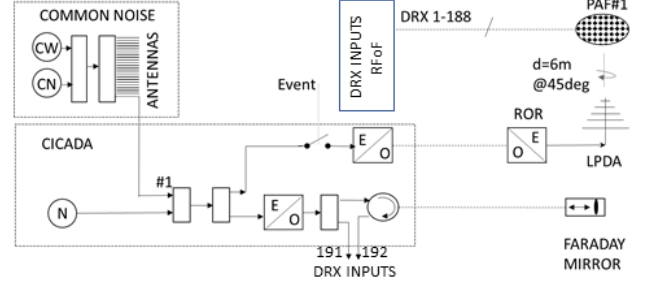 COMMON NOISE
CW
CN
ANTENNAS
DRX INPUTS
RFoF
DRX 1-188
PAF#1
d=6m
@45deg
Event
ROR
E
O
LPDA
CICADA
E
O
#1
N
E
O
191
192
DRX INPUTS
FARADAY
MIRROR